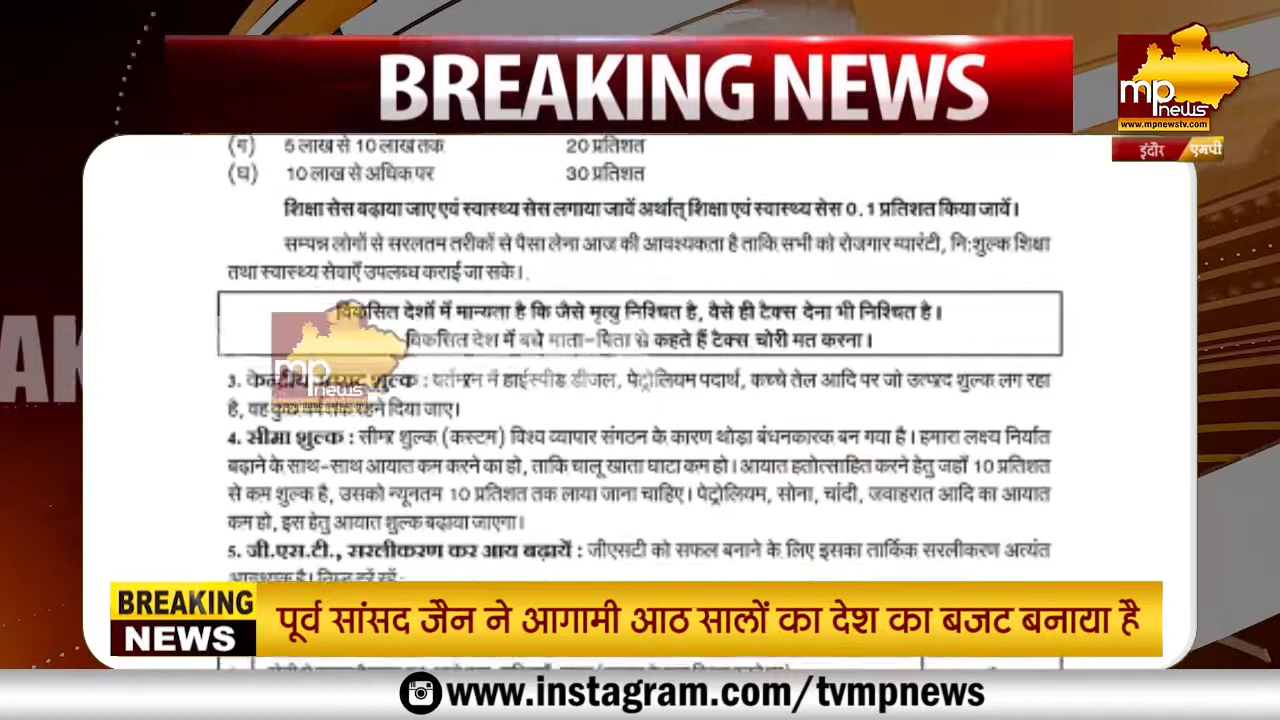 BREAKING NEWS
mp news
www.mpnewstv.com
इंदौर एमपी
(ग) 5 लाख से 10 लाख तक 20 प्रतिशत
(घ) 10 लाख से अधिक पर 30 प्रतिशत
शिक्षा सेस बढ़ाया जाए एवं स्वास्थ्य सेस लगाया जावें अर्थात् शिक्षा एवं स्वास्थ्य सेस 0.1 प्रतिशत किया जावें।
सम्पन्न लोगों से सरलतम तरीकों से पैसा लेना आज की आवश्यकता है ताकि सभी को रोजगार ग्यारंटी, नि:शुल्क शिक्षा
तथा स्वास्थ्य सेवाएँ उपलब्ध कराई जा सके।
विकसित देशों में मान्यता है कि जैसे मृत्यु निश्चित है, वैसे ही टैक्स देना भी निश्चित है।
विकसित देश में बधे माता-पिता से कहते हैं टैक्स चोरी मत करना।
mp news
3. केन्द्रीय उत्पाद शुल्क : वर्तमान में हाईस्पीड डीजल, पेट्रोलियम पदार्थ, कच्चे तेल आदि पर जो उत्पाद शुल्क लग रहा
है, वह कुछ रहने दिया जाए।
4. सीमा शुल्क : सीमा शुल्क (कस्टम) विश्व व्यापार संगठन के कारण थोड़ा बंधनकारक बन गया है। हमारा लक्ष्य निर्यात
बढ़ाने के साथ-साथ आयात कम करने का हो, ताकि चालू खाता घाटा कम हो। आयात हतोत्साहित करने हेतु जहाँ 10 प्रतिशत
से कम शुल्क है, उसको न्यूनतम 10 प्रतिशत तक लाया जाना चाहिए। पेट्रोलियम, सोना, चांदी, जवाहरात आदि का आयात
कम हो, इस हेतु आयात शुल्क बढ़ाया जाएगा।
5. जी.एस.टी., सरलीकरण कर आय बढ़ायें : जीएसटी को सफल बनाने के लिए इसका तार्किक सरलीकरण अत्यंत
BREAKING NEWS
पूर्व सांसद जैन ने आगामी आठ सालों का देश का बजट बनाया है
www.instagram.com/tvmpnews